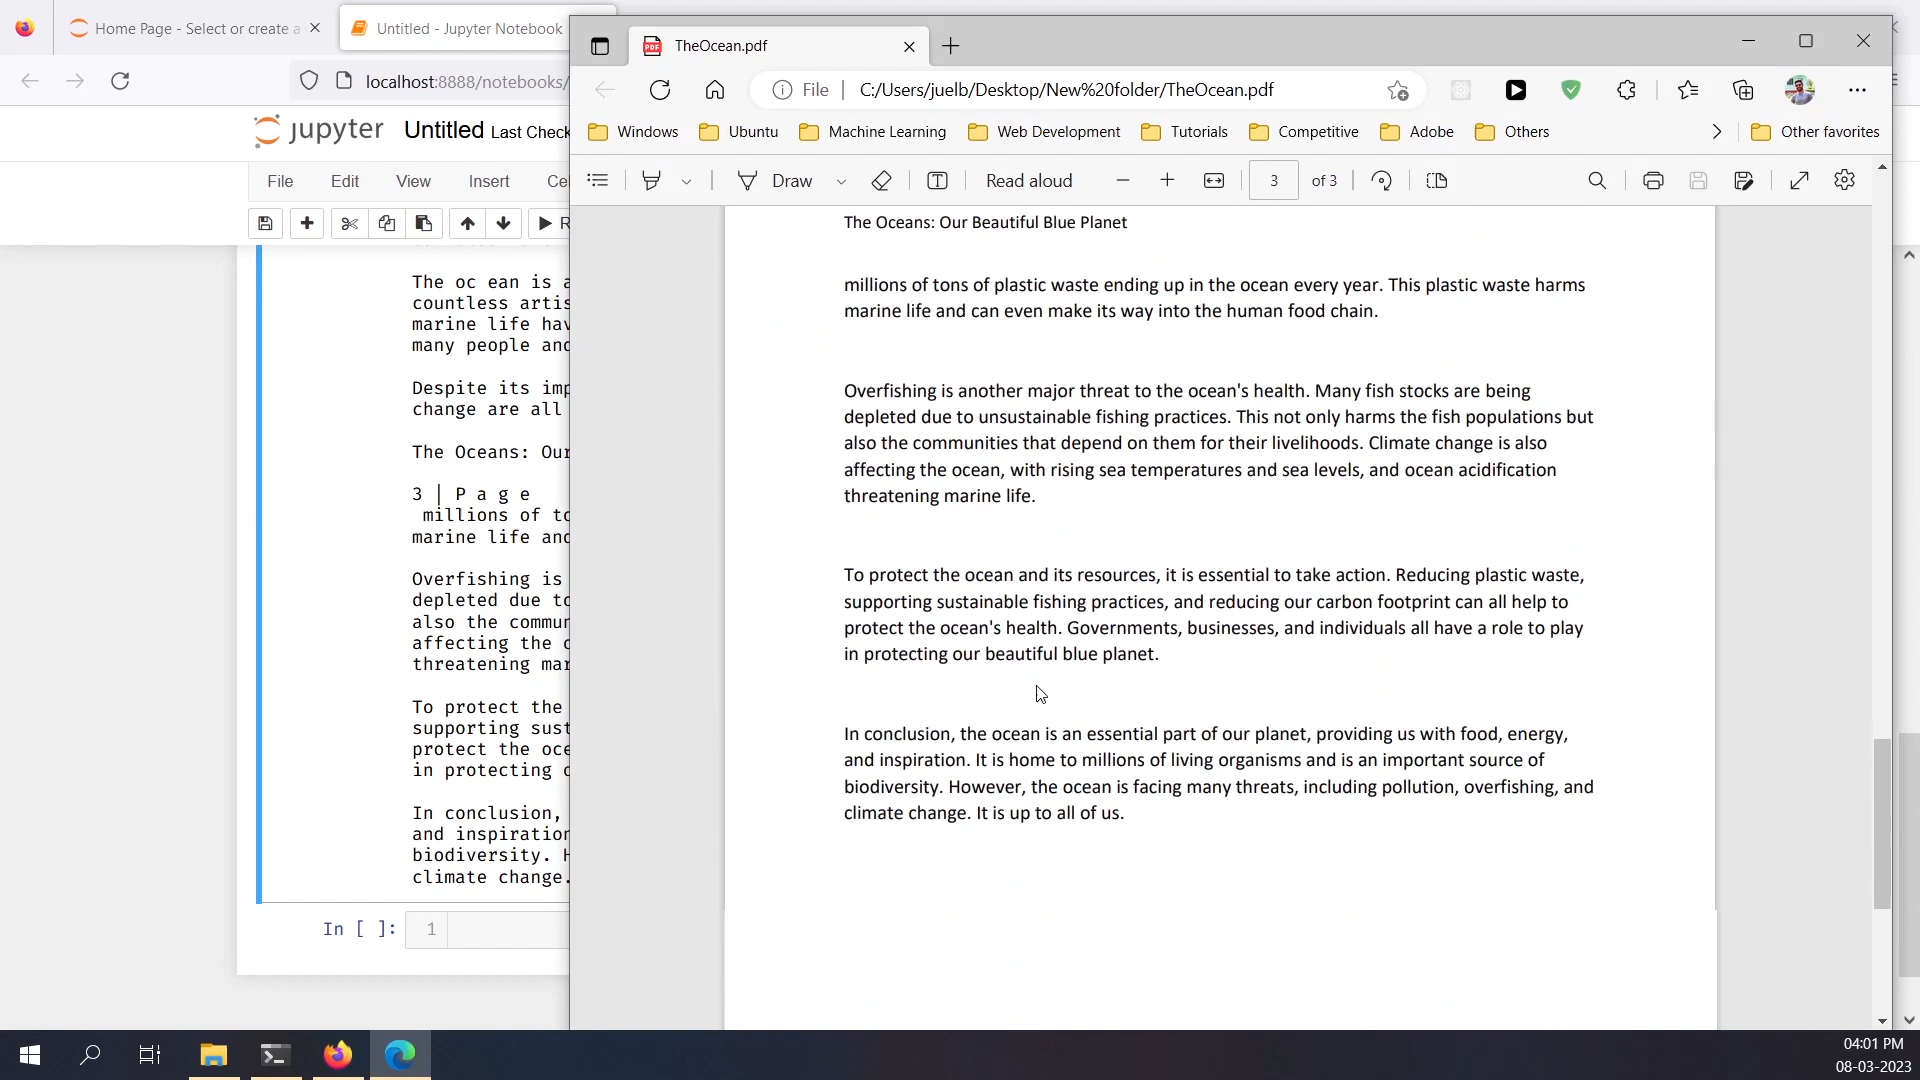 Home Page - Select or create a
Untitled - Jupyter Notebook
localhost:8888/notebooks/
jupyter Untitled Last Check
File Edit View Insert Cel
R
The oc ean is a
countless artis
marine life hav
many people and
Despite its imp
change are all
The Oceans: Our
3 | P a g e
millions of to
marine life and
Overfishing is
depleted due to
also the commun
affecting the o
threatening mar
To protect the
supporting sust
protect the oce
in protecting o
In conclusion,
and inspiration
biodiversity. H
climate change.
In [ ]: 1
PDF TheOcean.pdf
File C:/Users/juelb/Desktop/New%20folder/TheOcean.pdf
Windows Ubuntu Machine Learning Web Development Tutorials Competitive Adobe Others Other favorites
Draw Read aloud 3 of 3
The Oceans: Our Beautiful Blue Planet
millions of tons of plastic waste ending up in the ocean every year. This plastic waste harms
marine life and can even make its way into the human food chain.
Overfishing is another major threat to the ocean's health. Many fish stocks are being
depleted due to unsustainable fishing practices. This not only harms the fish populations but
also the communities that depend on them for their livelihoods. Climate change is also
affecting the ocean, with rising sea temperatures and sea levels, and ocean acidification
threatening marine life.
To protect the ocean and its resources, it is essential to take action. Reducing plastic waste,
supporting sustainable fishing practices, and reducing our carbon footprint can all help to
protect the ocean's health. Governments, businesses, and individuals all have a role to play
in protecting our beautiful blue planet.
In conclusion, the ocean is an essential part of our planet, providing us with food, energy,
and inspiration. It is home to millions of living organisms and is an important source of
biodiversity. However, the ocean is facing many threats, including pollution, overfishing, and
climate change. It is up to all of us.
04:01 PM
08-03-2023